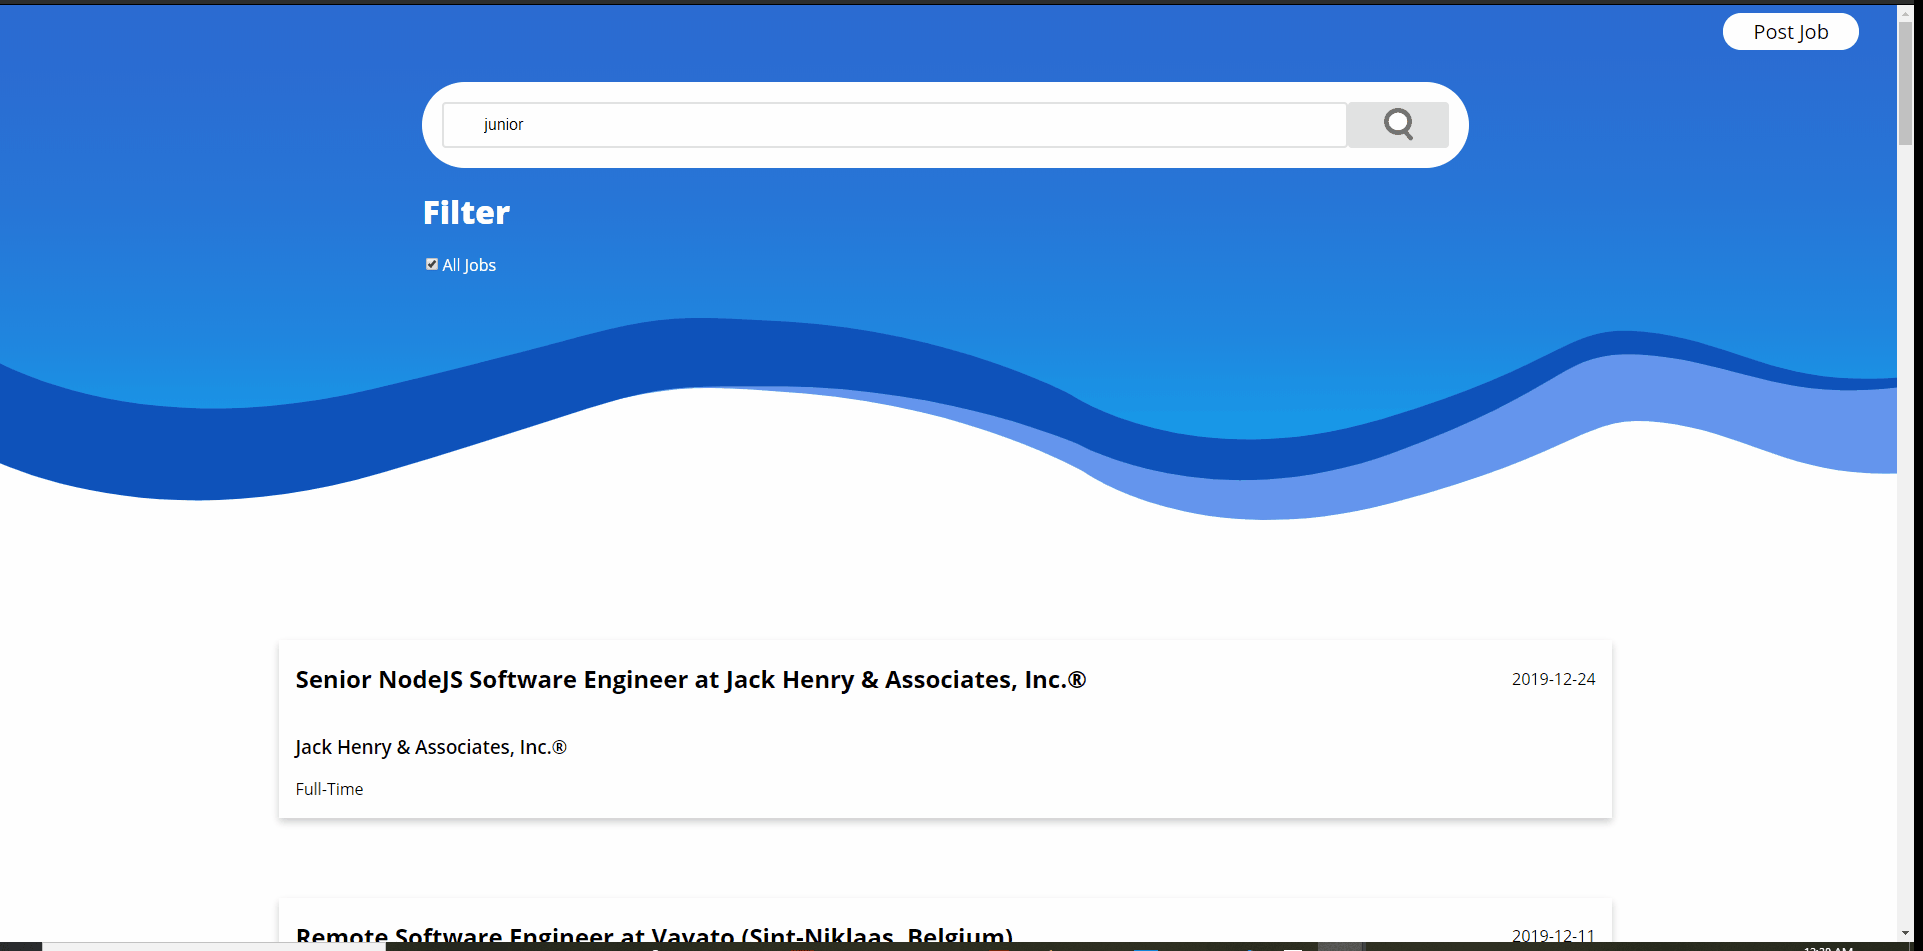 Post Job
junior
Filter
All Jobs
Senior NodeJS Software Engineer at Jack Henry & Associates, Inc.®
2019-12-24
Jack Henry & Associates, Inc.®
Full-Time
Remote Software Engineer at Vavato (Sint-Niklaas, Belgium)
2019-12-11